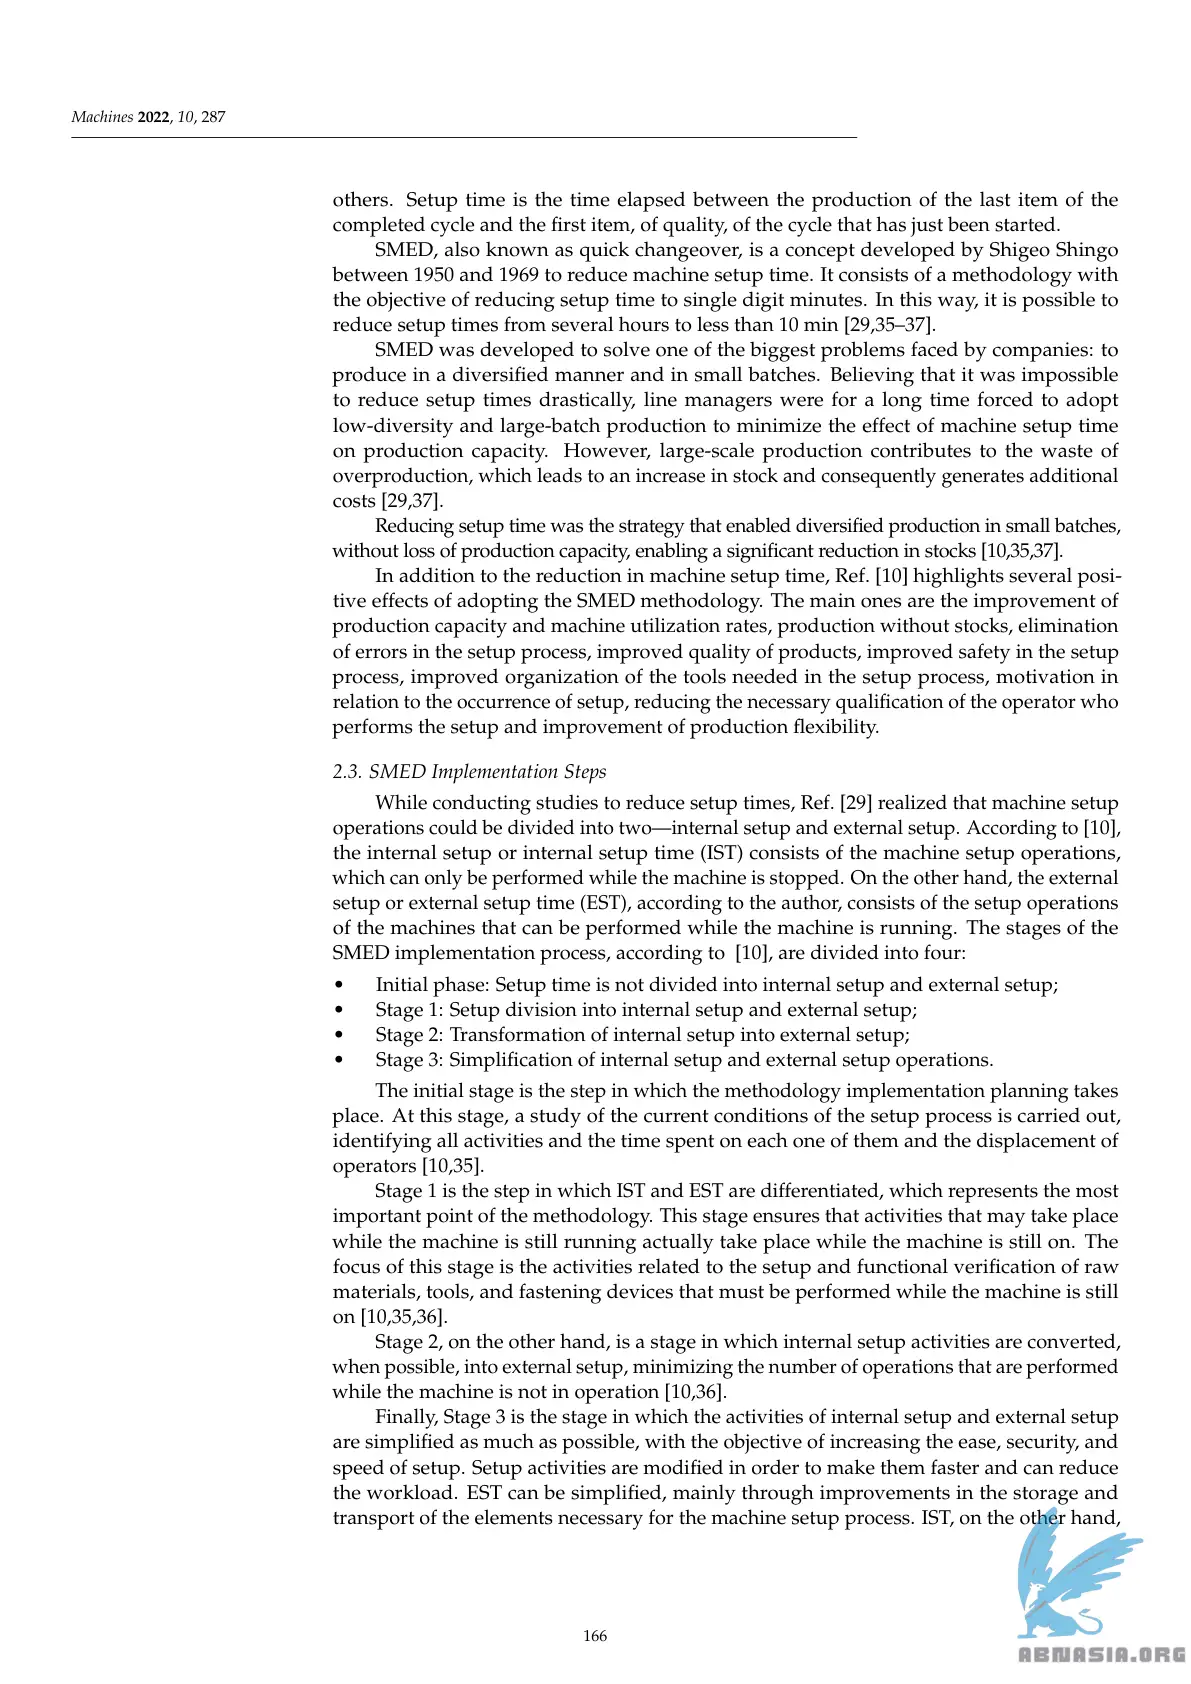 Machines 2022, 10, 287
others. Setup time is the time elapsed between the production of the last item of the
completed cycle and the first item, of quality, of the cycle that has just been started.
SMED, also known as quick changeover, is a concept developed by Shigeo Shingo
between 1950 and 1969 to reduce machine setup time. It consists of a methodology with
the objective of reducing setup time to single digit minutes. In this way, it is possible to
reduce setup times from several hours to less than 10 min [29,35–37].
SMED was developed to solve one of the biggest problems faced by companies: to
produce in a diversified manner and in small batches. Believing that it was impossible
to reduce setup times drastically, line managers were for a long time forced to adopt
low-diversity and large-batch production to minimize the effect of machine setup time
on production capacity. However, large-scale production contributes to the waste of
overproduction, which leads to an increase in stock and consequently generates additional
costs [29,37].
Reducing setup time was the strategy that enabled diversified production in small batches,
without loss of production capacity, enabling a significant reduction in stocks [10,35,37].
In addition to the reduction in machine setup time, Ref. [10] highlights several posi-
tive effects of adopting the SMED methodology. The main ones are the improvement of
production capacity and machine utilization rates, production without stocks, elimination
of errors in the setup process, improved quality of products, improved safety in the setup
process, improved organization of the tools needed in the setup process, motivation in
relation to the occurrence of setup, reducing the necessary qualification of the operator who
performs the setup and improvement of production flexibility.
2.3. SMED Implementation Steps
While conducting studies to reduce setup times, Ref. [29] realized that machine setup
operations could be divided into two—internal setup and external setup. According to [10],
the internal setup or internal setup time (IST) consists of the machine setup operations,
which can only be performed while the machine is stopped. On the other hand, the external
setup or external setup time (EST), according to the author, consists of the setup operations
of the machines that can be performed while the machine is running. The stages of the
SMED implementation process, according to [10], are divided into four:
• Initial phase: Setup time is not divided into internal setup and external setup;
• Stage 1: Setup division into internal setup and external setup;
• Stage 2: Transformation of internal setup into external setup;
• Stage 3: Simplification of internal setup and external setup operations.
The initial stage is the step in which the methodology implementation planning takes
place. At this stage, a study of the current conditions of the setup process is carried out,
identifying all activities and the time spent on each one of them and the displacement of
operators [10,35].
Stage 1 is the step in which IST and EST are differentiated, which represents the most
important point of the methodology. This stage ensures that activities that may take place
while the machine is still running actually take place while the machine is still on. The
focus of this stage is the activities related to the setup and functional verification of raw
materials, tools, and fastening devices that must be performed while the machine is still
on [10,35,36].
Stage 2, on the other hand, is a stage in which internal setup activities are converted,
when possible, into external setup, minimizing the number of operations that are performed
while the machine is not in operation [10,36].
Finally, Stage 3 is the stage in which the activities of internal setup and external setup
are simplified as much as possible, with the objective of increasing the ease, security, and
speed of setup. Setup activities are modified in order to make them faster and can reduce
the workload. EST can be simplified, mainly through improvements in the storage and
transport of the elements necessary for the machine setup process. IST, on the other hand,
166
ABNASIA.ORG